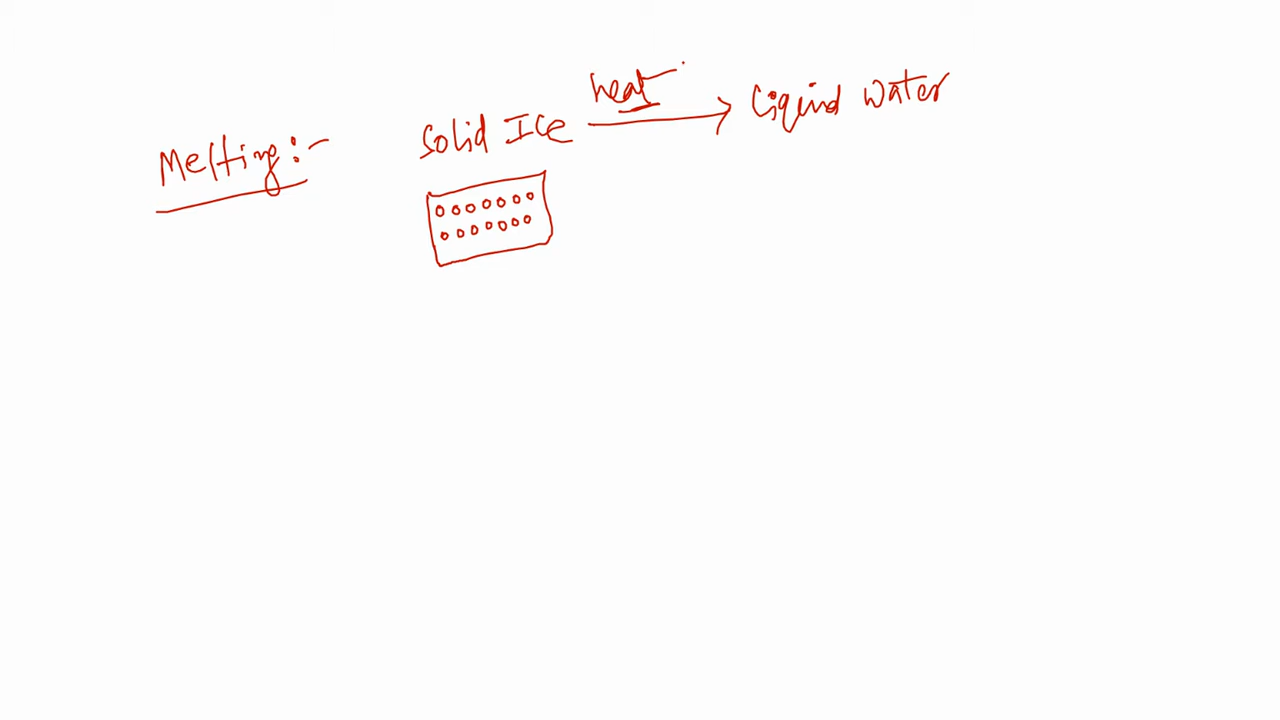 Melting :- Solid Ice heat → Liquid Water